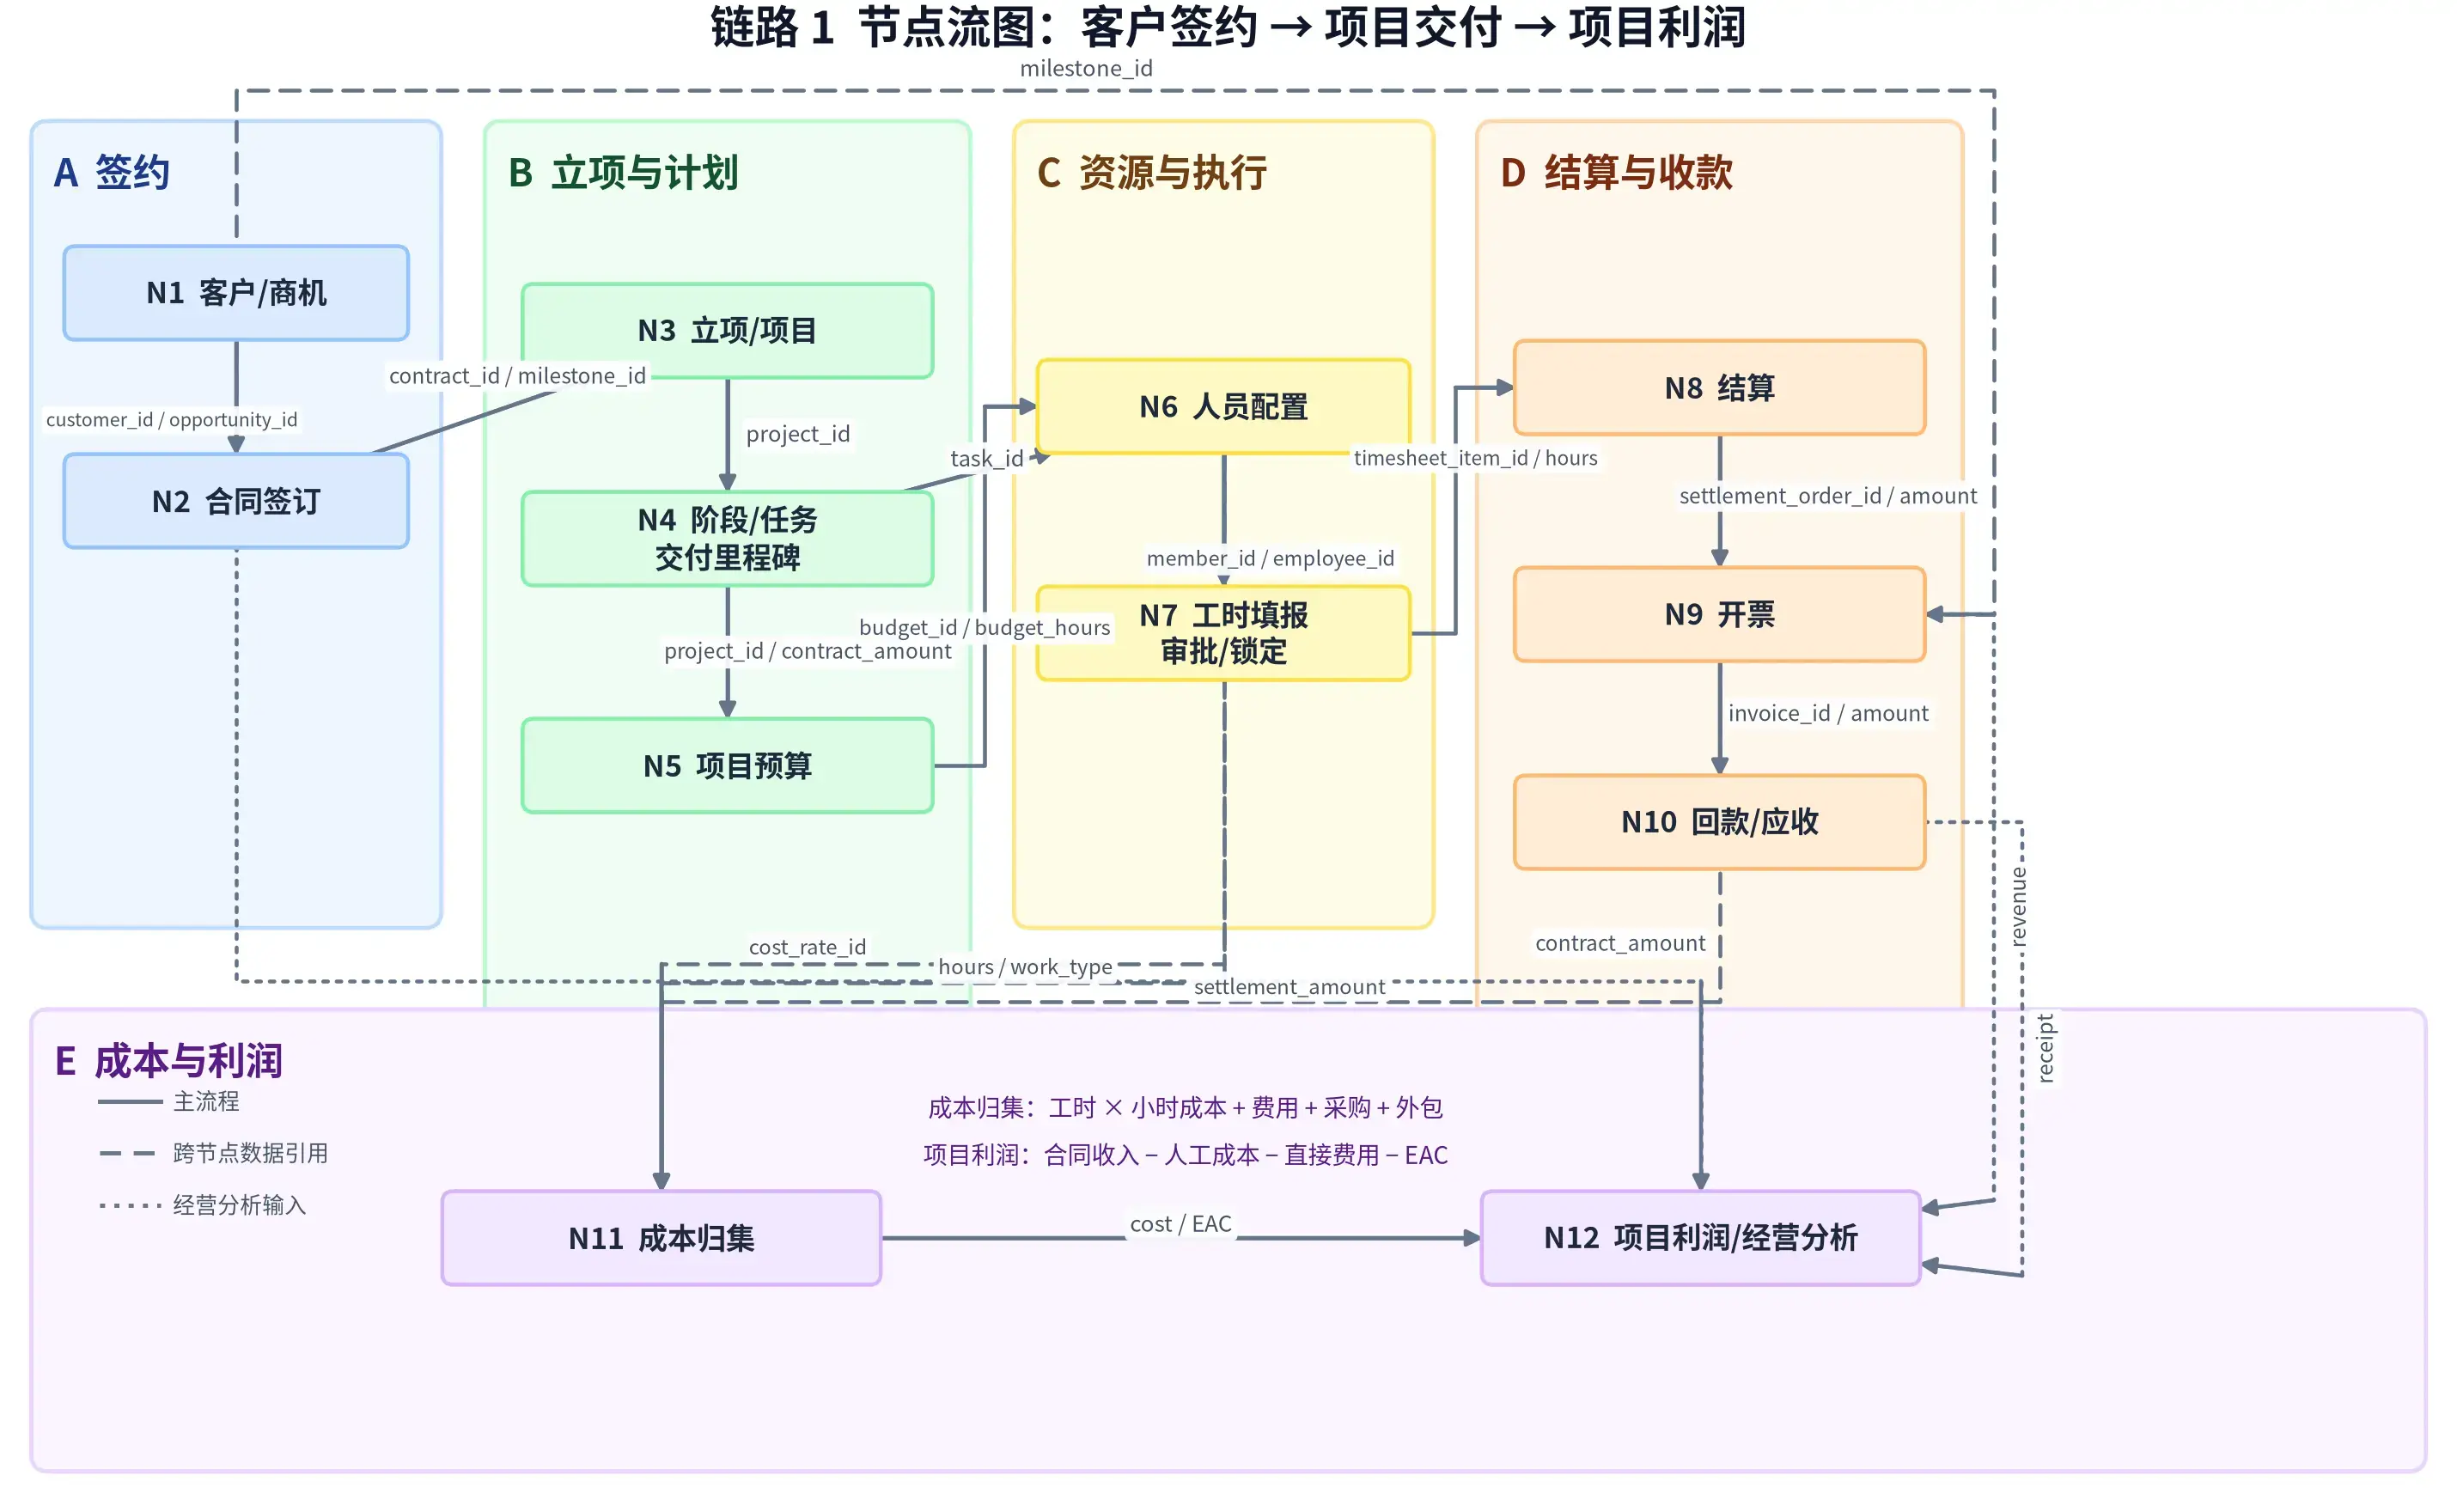 链路 1 节点流图：客户签约 → 项目交付 → 项目利润
milestone_id
A 签约
B 立项与计划
C 资源与执行
D 结算与收款
N1 客户/商机
N3 立项/项目
contract_id / milestone_id
N6 人员配置
N8 结算
customer_id / opportunity_id
project_id
task_id
timesheet_item_id / hours
N2 合同签订
settlement_order_id / amount
N4 阶段/任务
交付里程碑
member_id / employee_id
N7 工时填报
审批/锁定
N9 开票
budget_id / budget_hours
project_id / contract_amount
invoice_id / amount
N5 项目预算
N10 回款/应收
revenue
cost_rate_id
contract_amount
hours / work_type
settlement_amount
receipt
E 成本与利润
主流程
跨节点数据引用
经营分析输入
成本归集：工时 × 小时成本 + 费用 + 采购 + 外包
项目利润：合同收入 − 人工成本 − 直接费用 − EAC
N11 成本归集
cost / EAC
N12 项目利润/经营分析